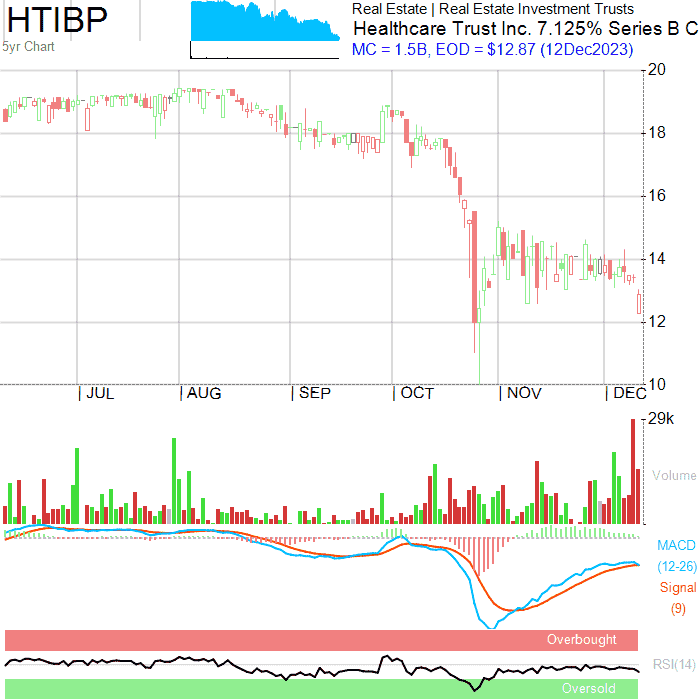 HTIBP
5yr Chart
Real Estate | Real Estate Investment Trusts
Healthcare Trust Inc. 7.125% Series B C
MC = 1.5B, EOD = $12.87 (12Dec2023)
20
18
16
14
12
10
JUL
AUG
SEP
OCT
NOV
DEC
29k
Volume
MACD
(12-26)
Signal
(9)
Overbought
RSI(14)
Oversold